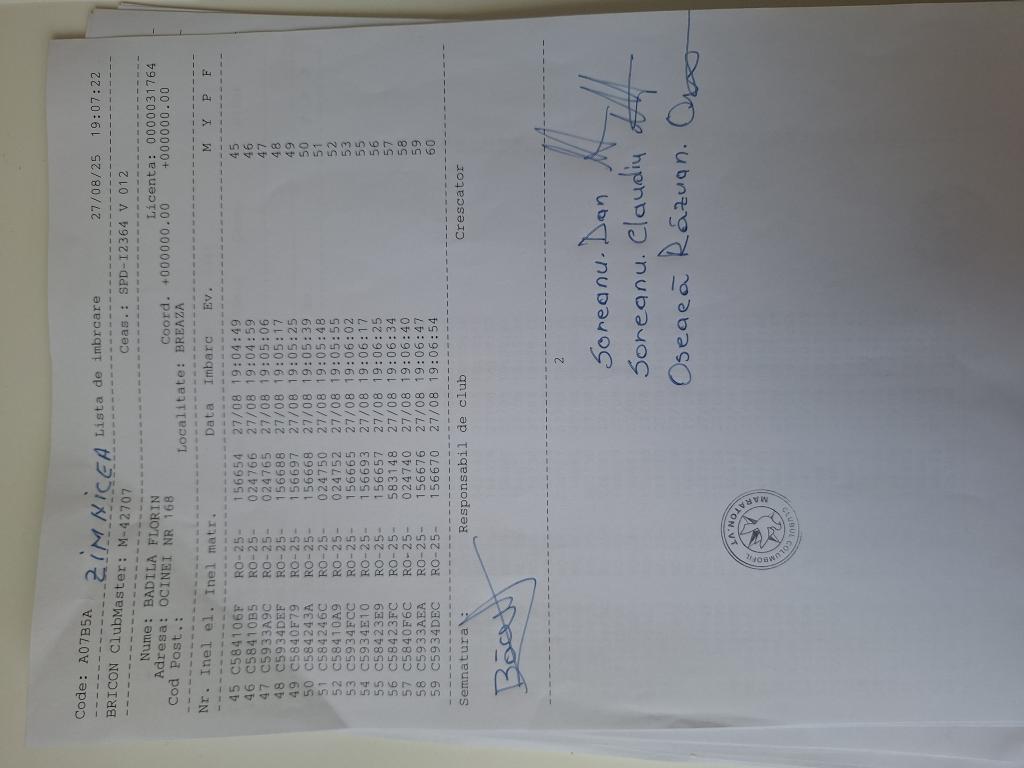 Code: A07B5A ZIMNICEA Lista de imbrcare 27/08/25 19:07:22
BRICON ClubMaster: M-42707 Ceas.: SPD-I2364 V 012
Nume: BADILA FLORIN Licenta: 0000031764
Adresa: OCINEI NR 168 Coord. +000000.00 +000000.00
Cod Post.: Localitate: BREAZA
Nr. Inel el. Inel matr. Data Imbarc Ev. M Y P F
45 C584106F RO-25- 156654 27/08 19:04:49 45
46 C58410B5 RO-25- 024766 27/08 19:04:59 46
47 C5933A9C RO-25- 024765 27/08 19:05:06 47
48 C5934DEF RO-25- 156688 27/08 19:05:17 48
49 C5840F79 RO-25- 156697 27/08 19:05:25 49
50 C584243A RO-25- 156668 27/08 19:05:39 50
51 C584246C RO-25- 024750 27/08 19:05:48 51
52 C58410A9 RO-25- 024752 27/08 19:05:55 52
53 C5934FCC RO-25- 156665 27/08 19:06:02 53
54 C5934E10 RO-25- 156693 27/08 19:06:17 55
55 C58423E9 RO-25- 156657 27/08 19:06:25 56
56 C58423FC RO-25- 583148 27/08 19:06:34 57
57 C5840F6C RO-25- 024740 27/08 19:06:40 58
58 C5933AEA RO-25- 156676 27/08 19:06:47 59
59 C5934DEC RO-25- 156670 27/08 19:06:54 60
Semnatura: Responsabil de club Crescator
2
Soneanu. Dan
Soneanu. Claudiu
Oseacă Răzvan.
CLUBUL COLUMBOFIL
MARATON VT